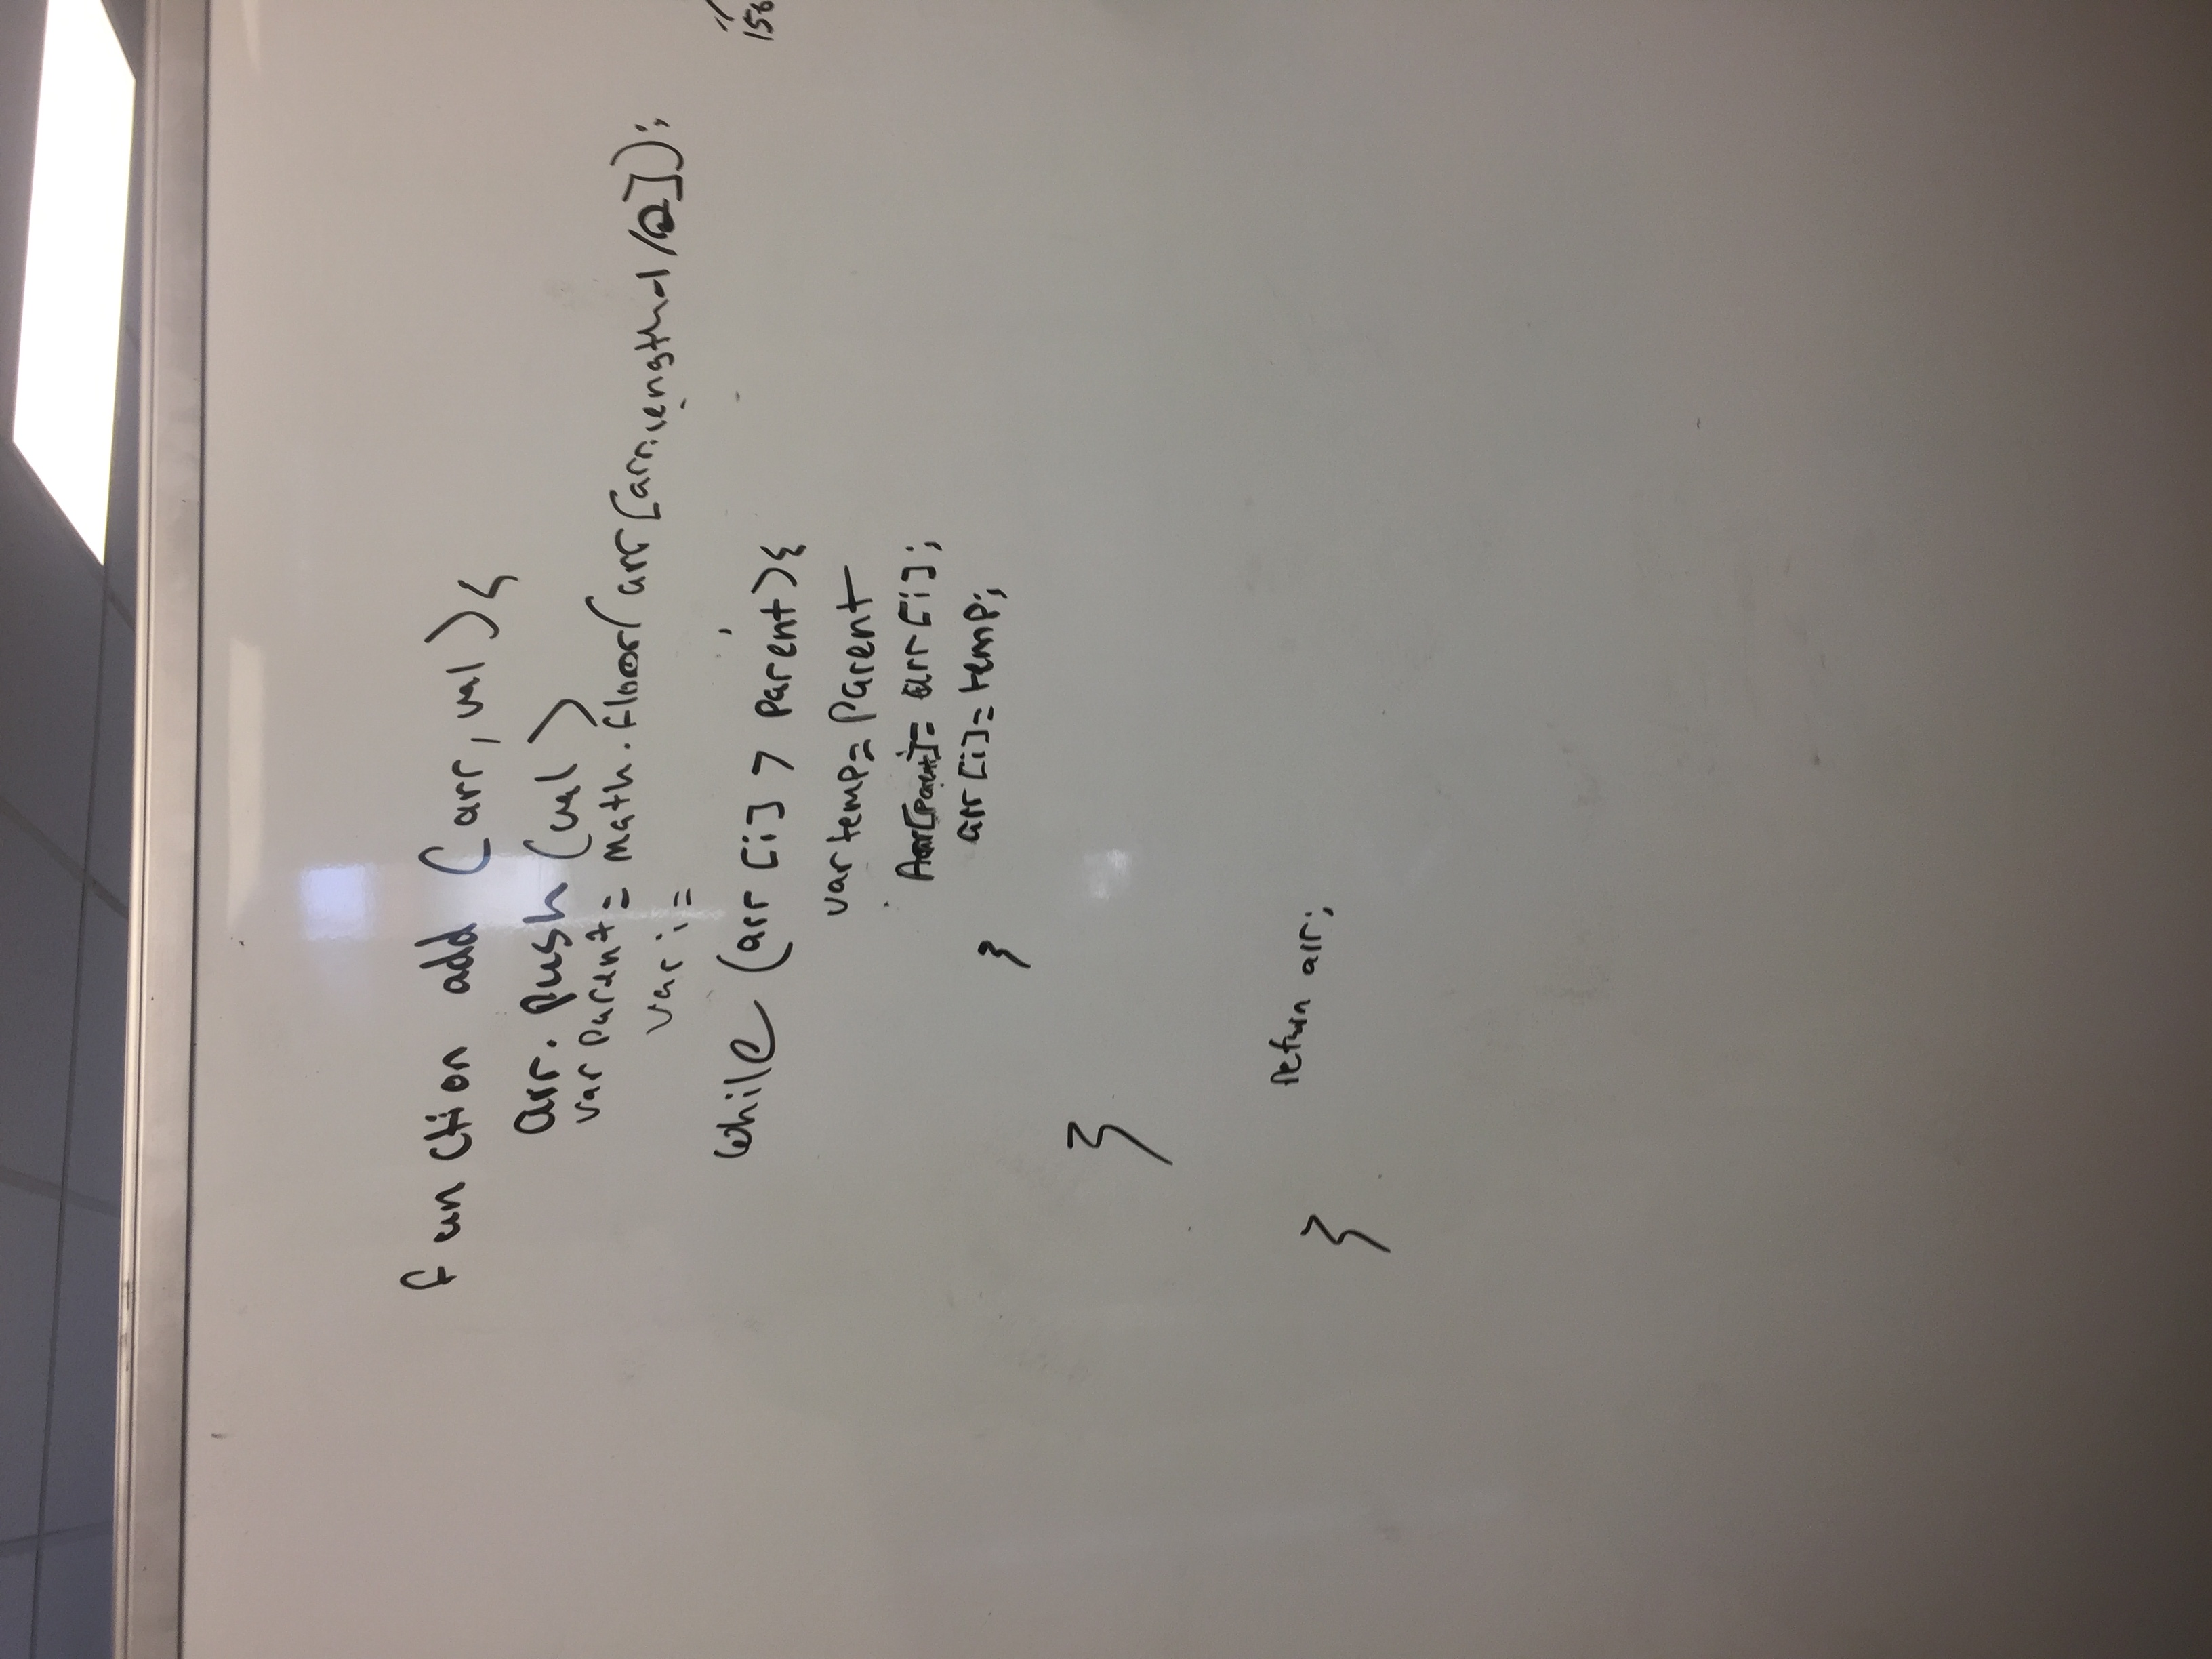 function add (arr, val){
arr.push(val)
var parent = math.floor(arr[arr.length-1/2]);
var i =
while (arr[i] > parent){
var temp = parent
Arr[parent] = arr[i];
arr[i] = temp;
}
}
return arr;
}
156